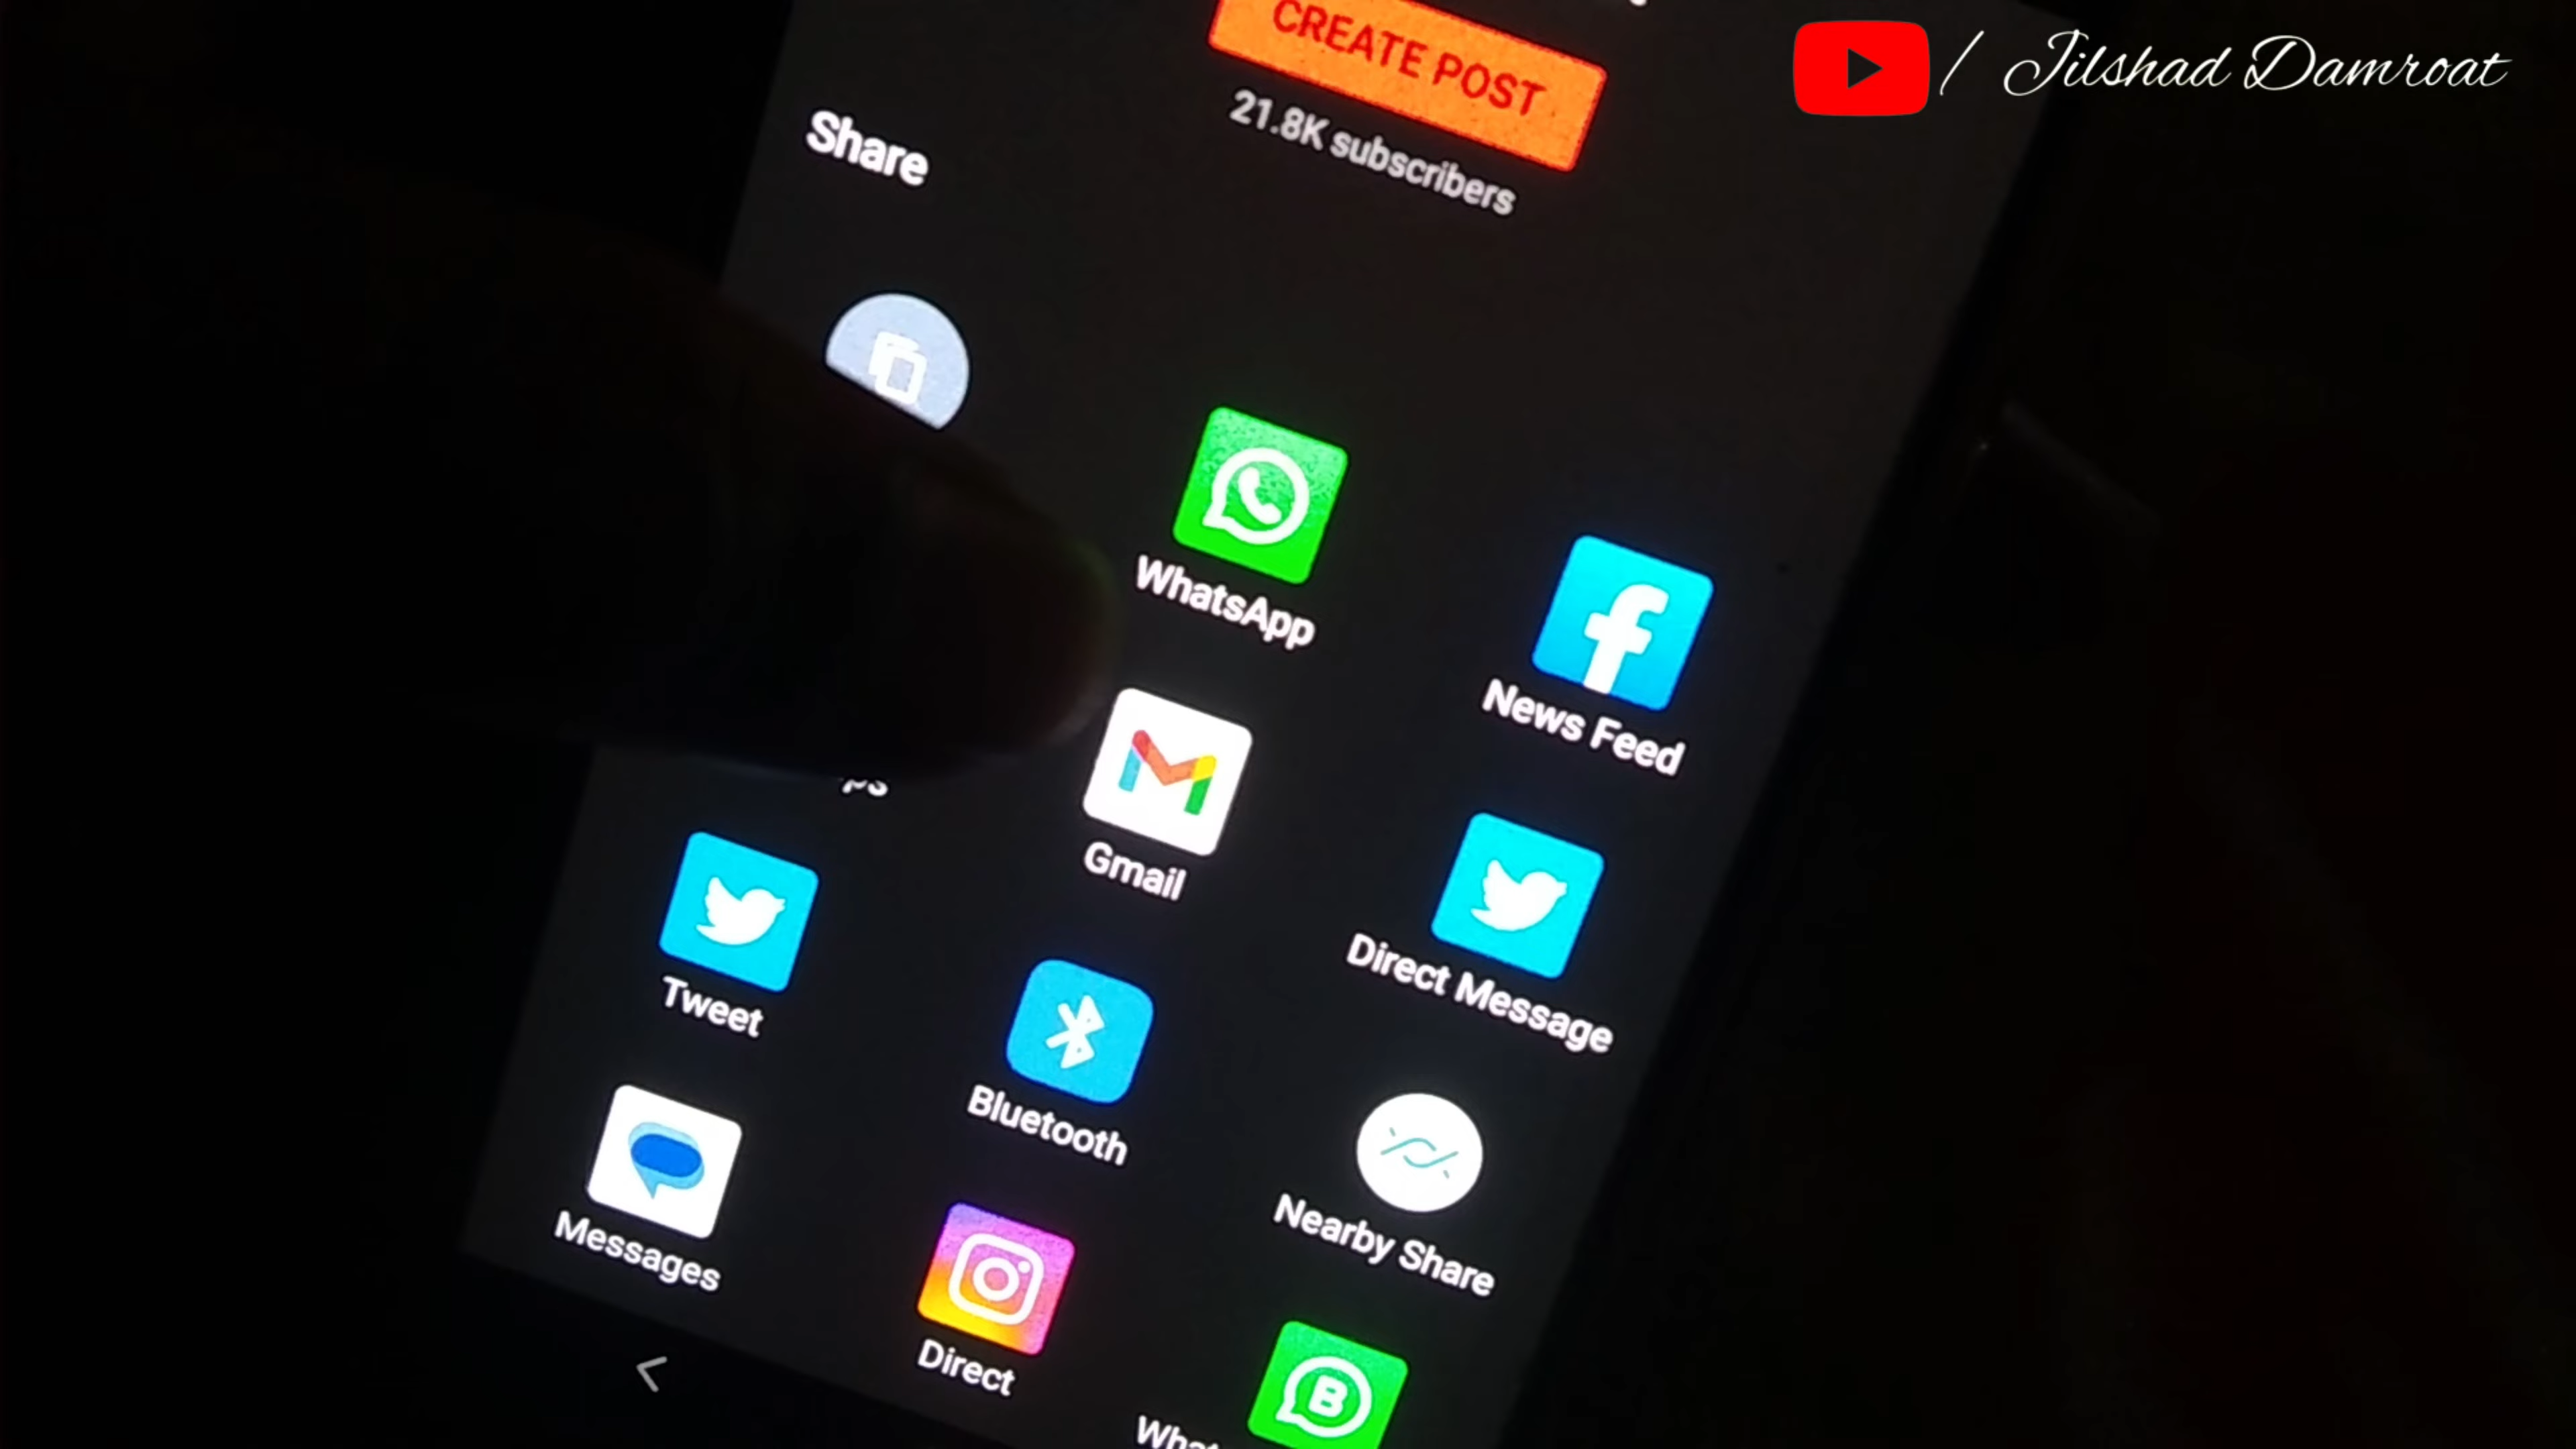 CREATE POST
/ Jilshad Damroat
21.8K subscribers
Share
WhatsApp
News Feed
Gmail
Direct Message
Tweet
Bluetooth
Nearby Share
Messages
Direct
B